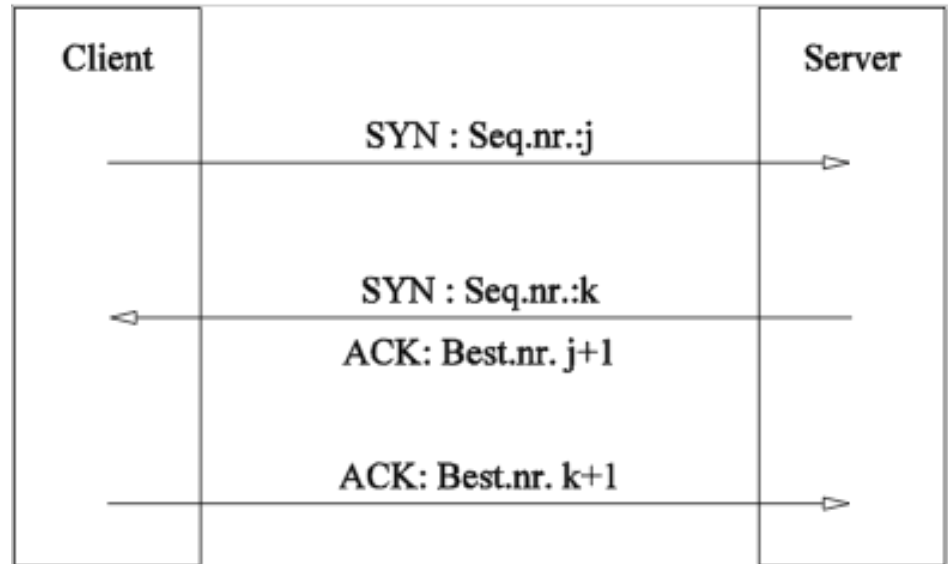 Client
Server
SYN : Seq.nr.:j
SYN : Seq.nr.:k
ACK: Best.nr. j+1
ACK: Best.nr. k+1